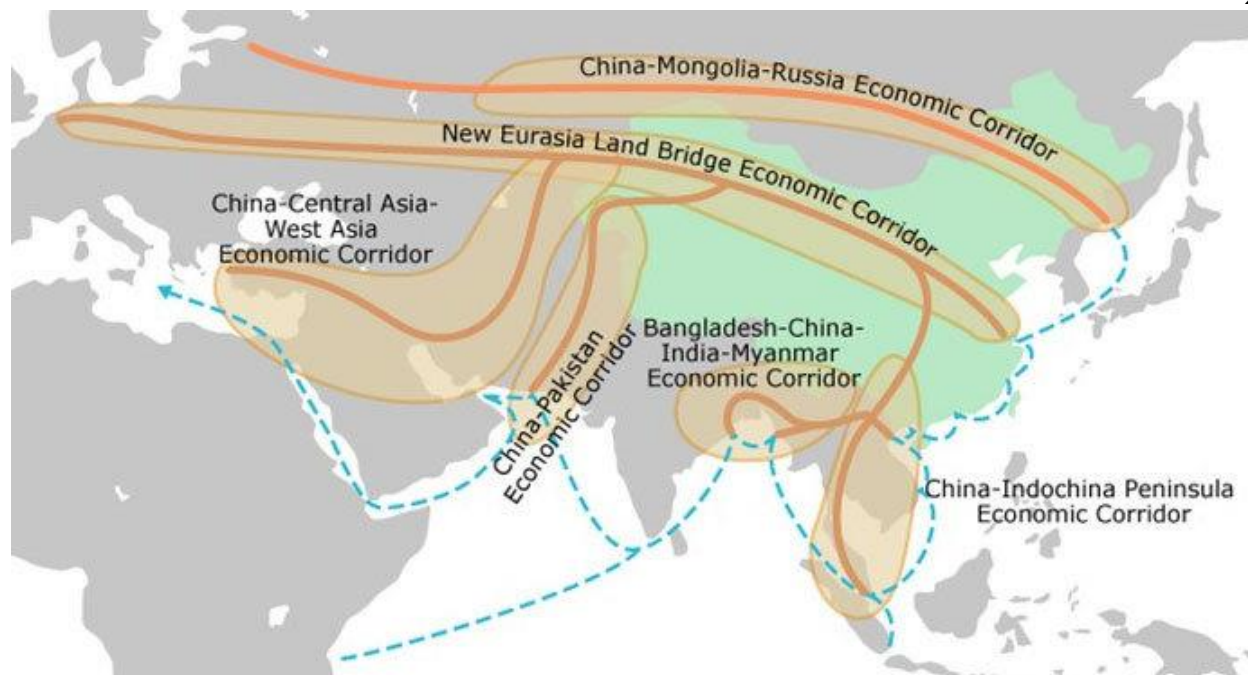 China-Mongolia-Russia Economic Corridor
New Eurasia Land Bridge Economic Corridor
China-Central Asia-
West Asia
Economic Corridor
Bangladesh-China-
India-Myanmar
Economic Corridor
China-Pakistan
Economic Corridor
China-Indochina Peninsula
Economic Corridor